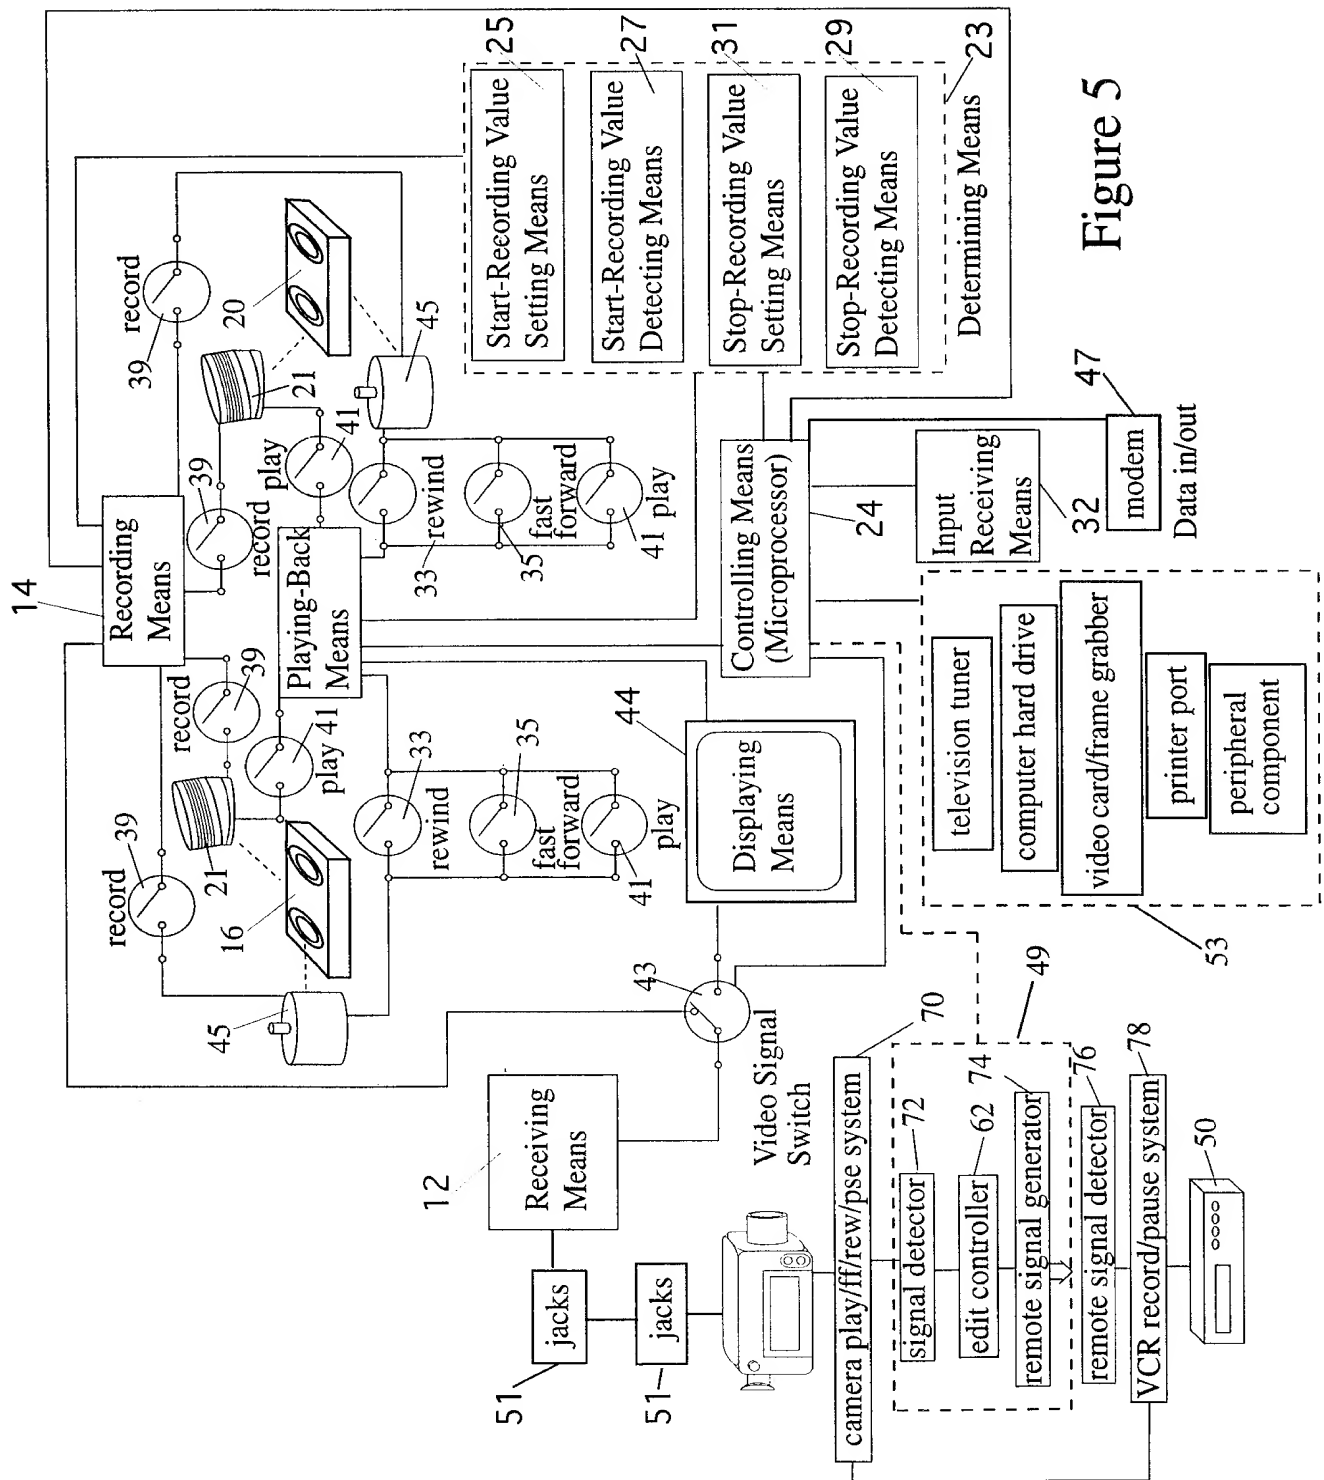 14
Recording
Means
39
record
39
record
20
21
play
41
45
rewind
33
fast
forward
35
41
play
Playing-Back
Means
record
39
record
39
21
play 41
16
45
33
rewind
35
fast
forward
41
play
25
Start-Recording Value
Setting Means
27
Start-Recording Value
Detecting Means
31
Stop-Recording Value
Setting Means
29
Stop-Recording Value
Detecting Means
23
Determining Means
Controlling Means
(Microprocessor)
24
Input
Receiving
Means
32
47
modem
Data in/out
44
Displaying
Means
television tuner
computer hard drive
video card/frame grabber
printer port
peripheral
component
53
43
Video Signal
Switch
12
Receiving
Means
jacks
51
jacks
51
70
camera play/ff/rew/pse system
49
72
signal detector
62
edit controller
74
remote signal generator
76
remote signal detector
78
VCR record/pause system
50
Figure 5